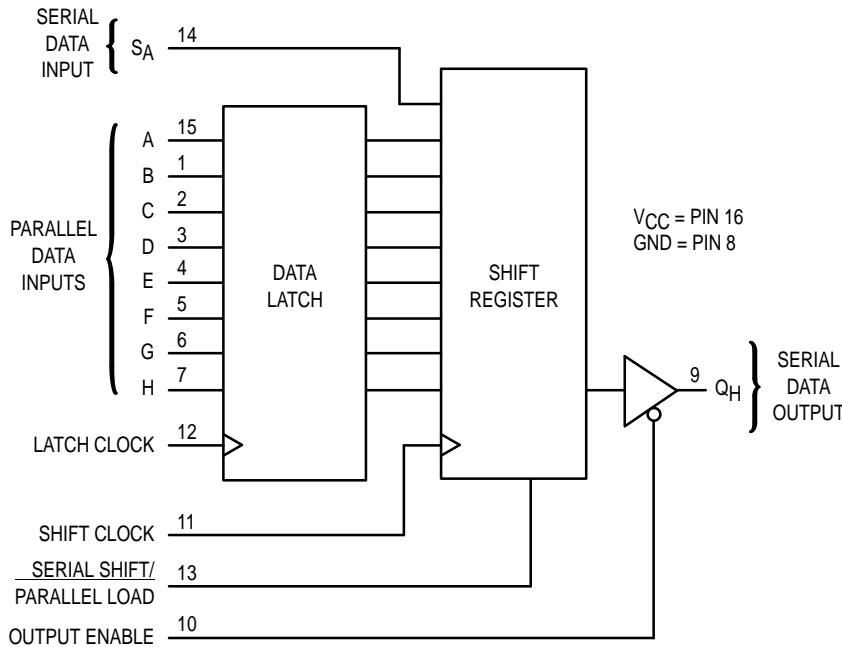 SERIAL
DATA
INPUT
SA
14
PARALLEL
DATA
INPUTS
A 15
B 1
C 2
D 3
E 4
F 5
G 6
H 7
DATA
LATCH
SHIFT
REGISTER
VCC = PIN 16
GND = PIN 8
9
QH
SERIAL
DATA
OUTPUT
LATCH CLOCK 12
SHIFT CLOCK 11
SERIAL SHIFT/
PARALLEL LOAD
13
OUTPUT ENABLE 10